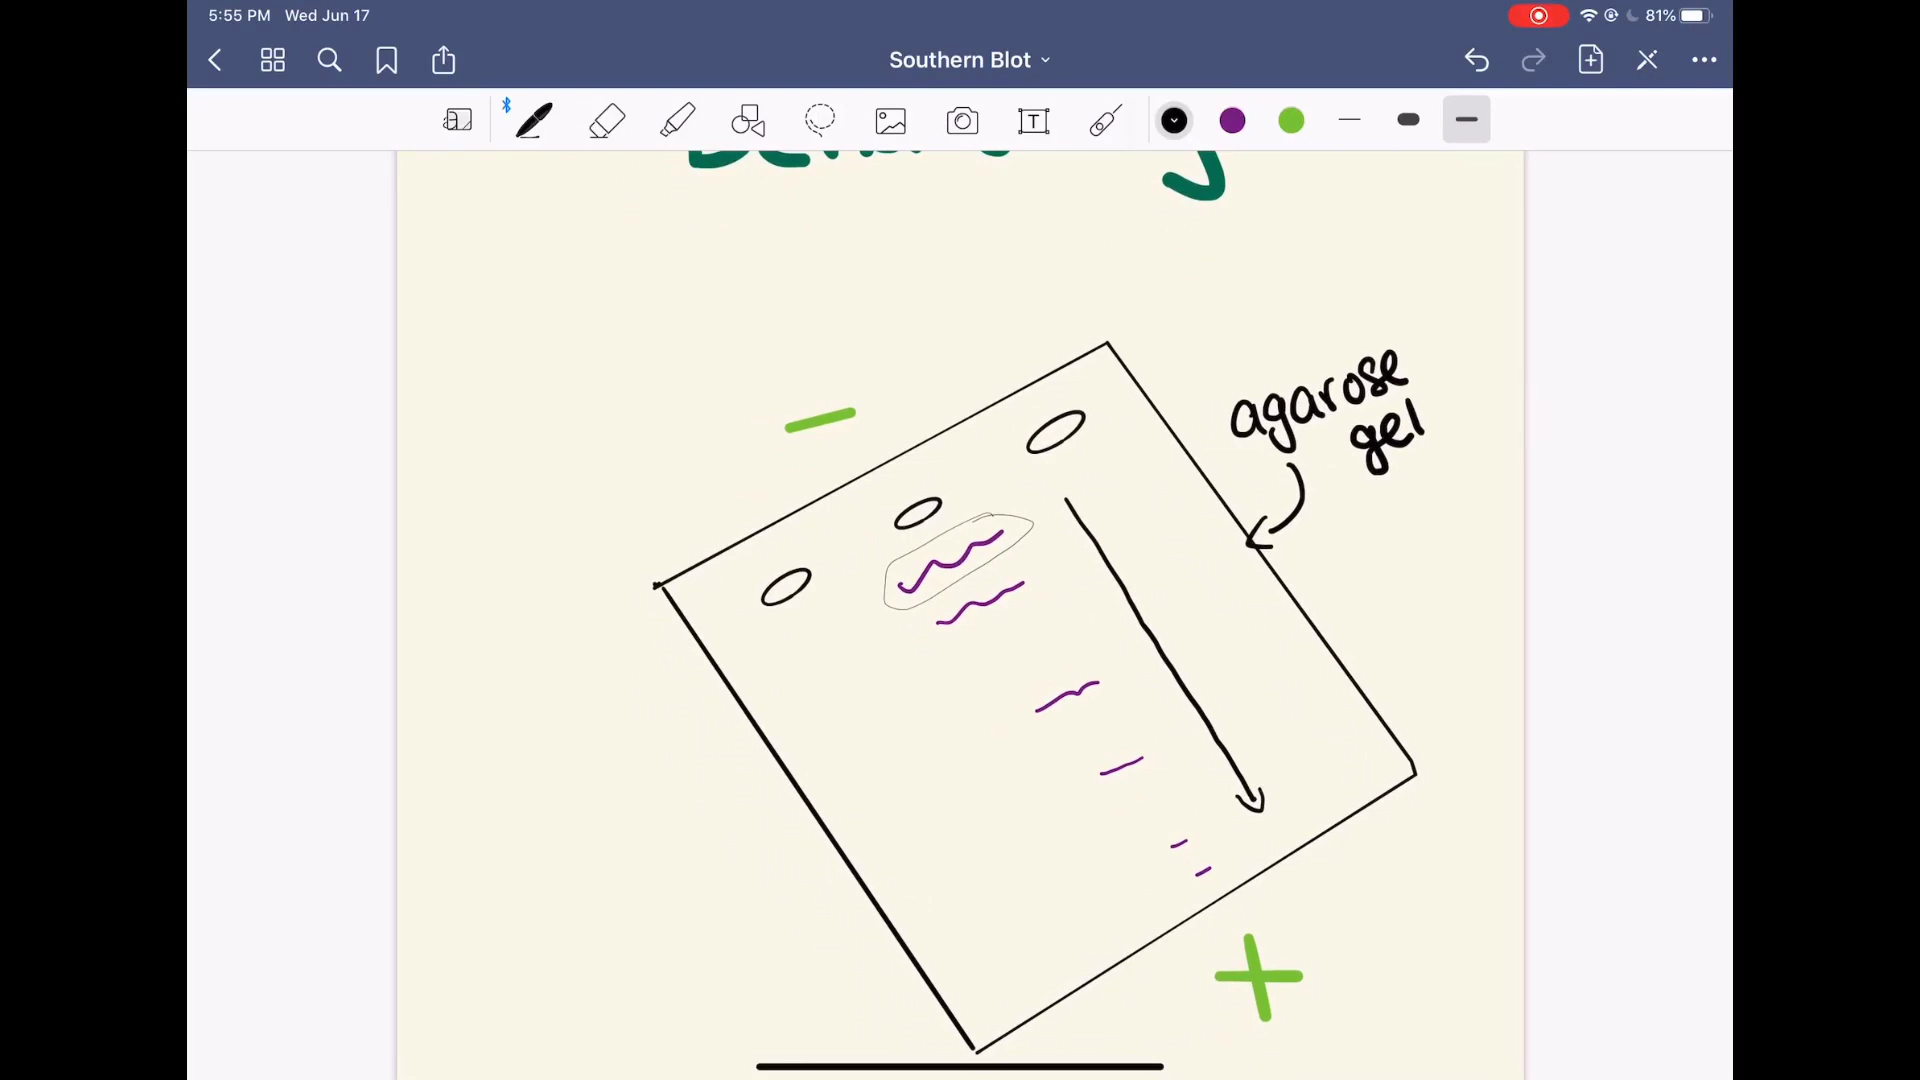 5:55 PM Wed Jun 17
81%
Southern Blot
a
T
agarose
gel
−
+